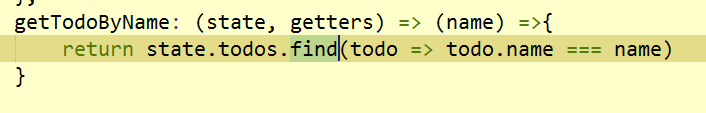 },
getTodoByName: (state, getters) => (name) =>{
    return state.todos.find(todo => todo.name === name)
}